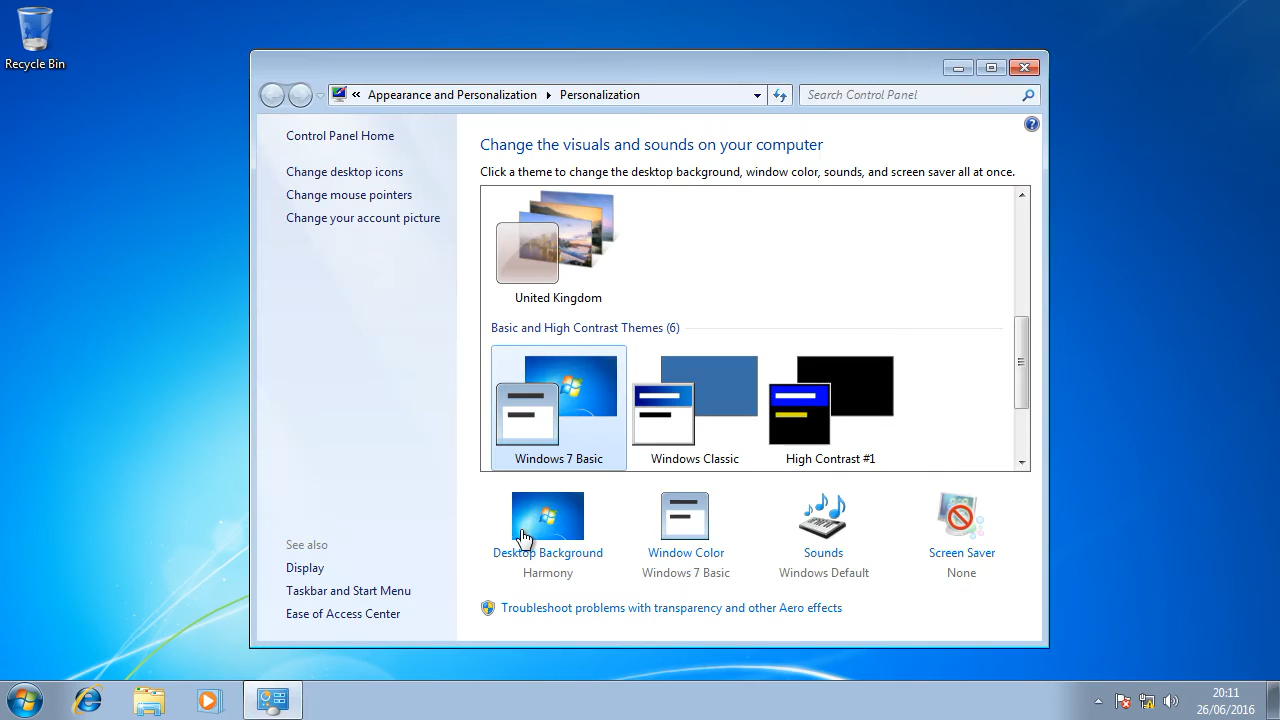 Recycle Bin
Appearance and Personalization
Personalization
Search Control Panel
Control Panel Home
Change desktop icons
Change mouse pointers
Change your account picture
See also
Display
Taskbar and Start Menu
Ease of Access Center
Change the visuals and sounds on your computer
Click a theme to change the desktop background, window color, sounds, and screen saver all at once.
United Kingdom
Basic and High Contrast Themes (6)
Windows 7 Basic
Windows Classic
High Contrast #1
Desktop Background
Harmony
Window Color
Windows 7 Basic
Sounds
Windows Default
Screen Saver
None
Troubleshoot problems with transparency and other Aero effects
20:11
26/06/2016